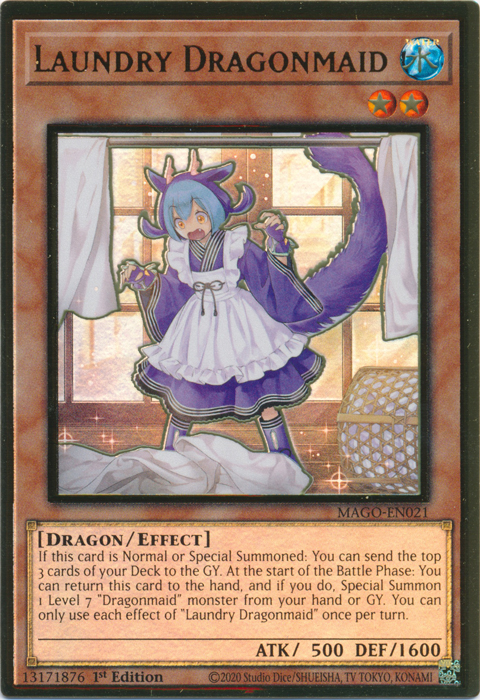 LAUNDRY DRAGONMAID
WATER
水
MAGO-EN021
[DRAGON/EFFECT]
If this card is Normal or Special Summoned: You can send the top
3 cards of your Deck to the GY. At the start of the Battle Phase: You
can return this card to the hand, and if you do, Special Summon
1 Level 7 "Dragonmaid" monster from your hand or GY. You can
only use each effect of "Laundry Dragonmaid" once per turn.
ATK/ 500 DEF/1600
13171876 1st Edition ©2020 Studio Dice/SHUEISHA, TV TOKYO, KONAMI